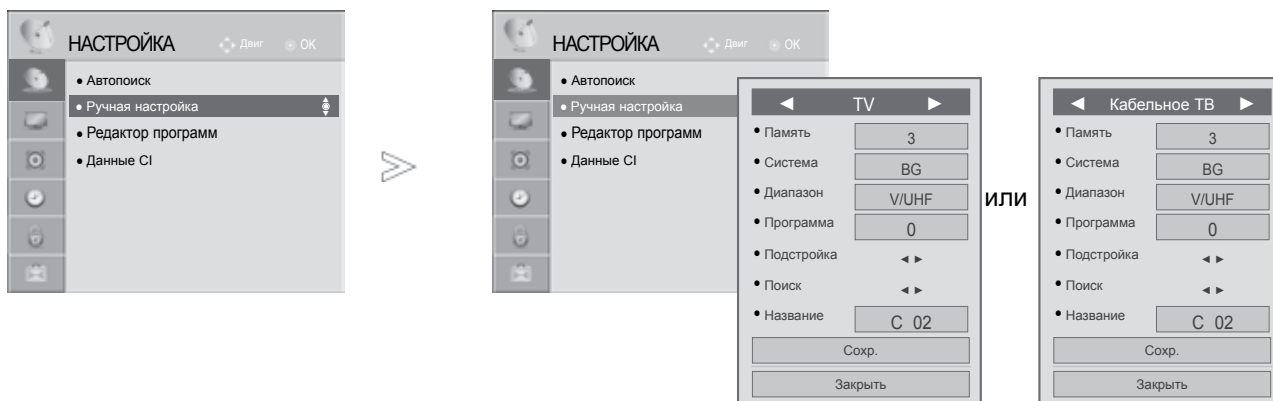 НАСТРОЙКА Двиг OK
• Автопоиск
• Ручная настройка
• Редактор программ
• Данные CI
НАСТРОЙКА Двиг OK
• Автопоиск
• Ручная настройка
• Редактор программ
• Данные CI
◄ TV ►
• Память 3
• Система BG
• Диапазон V/UHF
• Программа 0
• Подстройка ◄ ►
• Поиск ◄ ►
• Название C 02
Сохр.
Закрыть
или
◄ Кабельное ТВ ►
• Память 3
• Система BG
• Диапазон V/UHF
• Программа 0
• Подстройка ◄ ►
• Поиск ◄ ►
• Название C 02
Сохр.
Закрыть